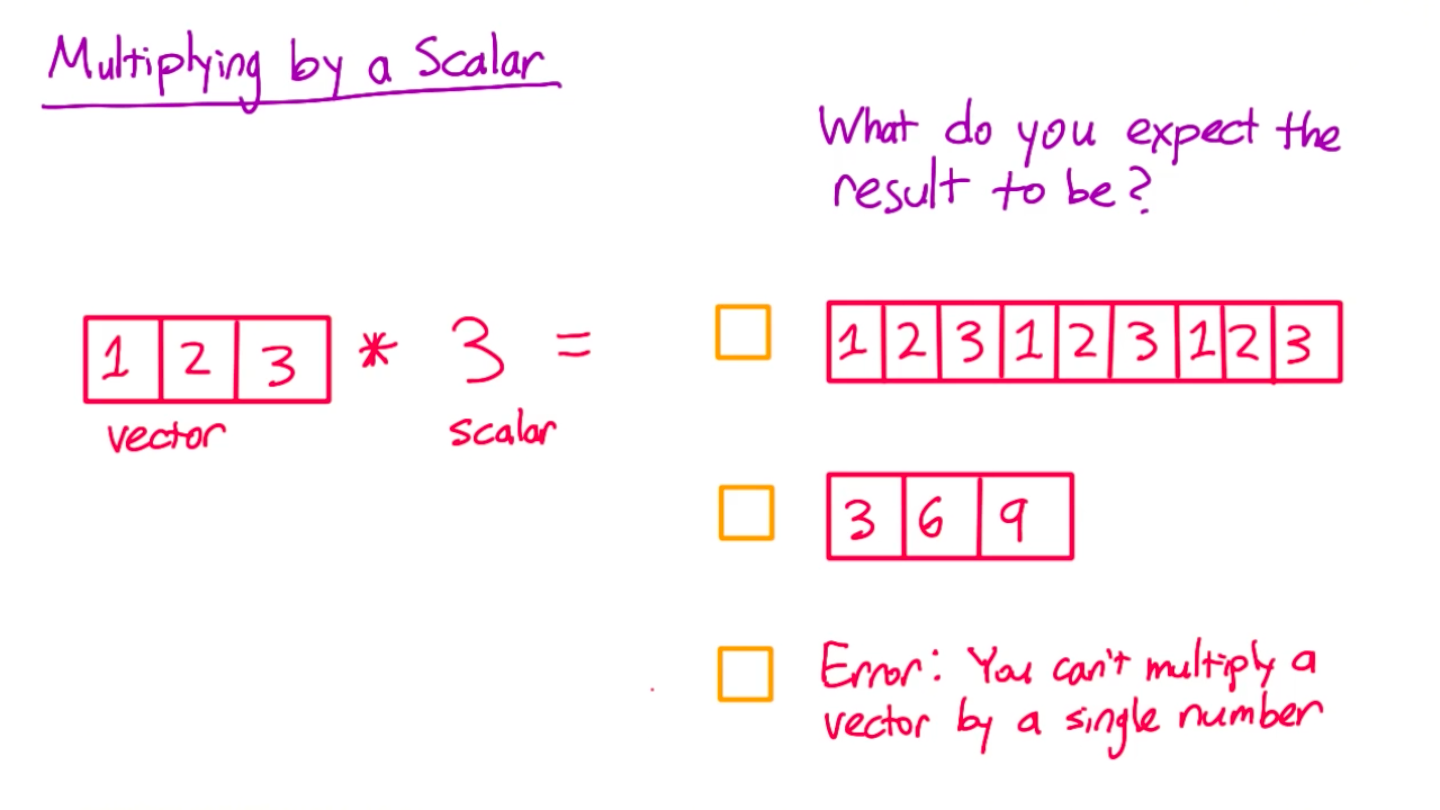 Multiplying by a Scalar
What do you expect the
result to be?
1 2 3 * 3 =
vector scalar
1 2 3 1 2 3 1 2 3
3 6 9
Error: You can't multiply a
vector by a single number